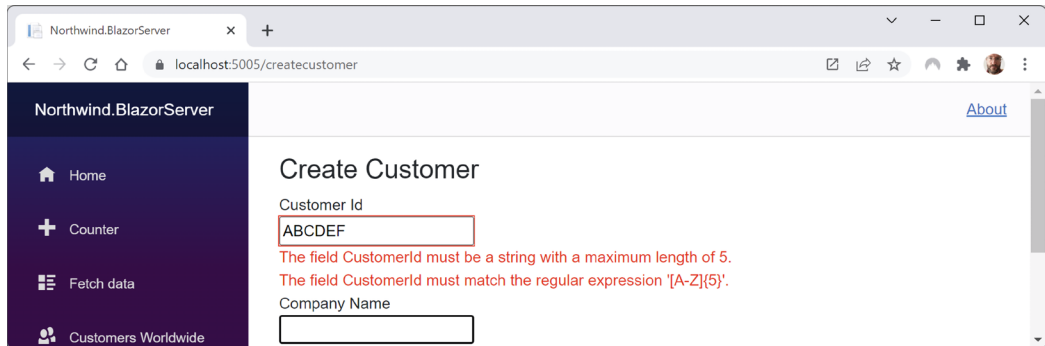 Northwind.BlazorServer
localhost:5005/createcustomer
Northwind.BlazorServer
About
Home
Counter
Fetch data
Customers Worldwide
Create Customer
Customer Id
ABCDEF
The field CustomerId must be a string with a maximum length of 5.
The field CustomerId must match the regular expression '[A-Z]{5}'.
Company Name